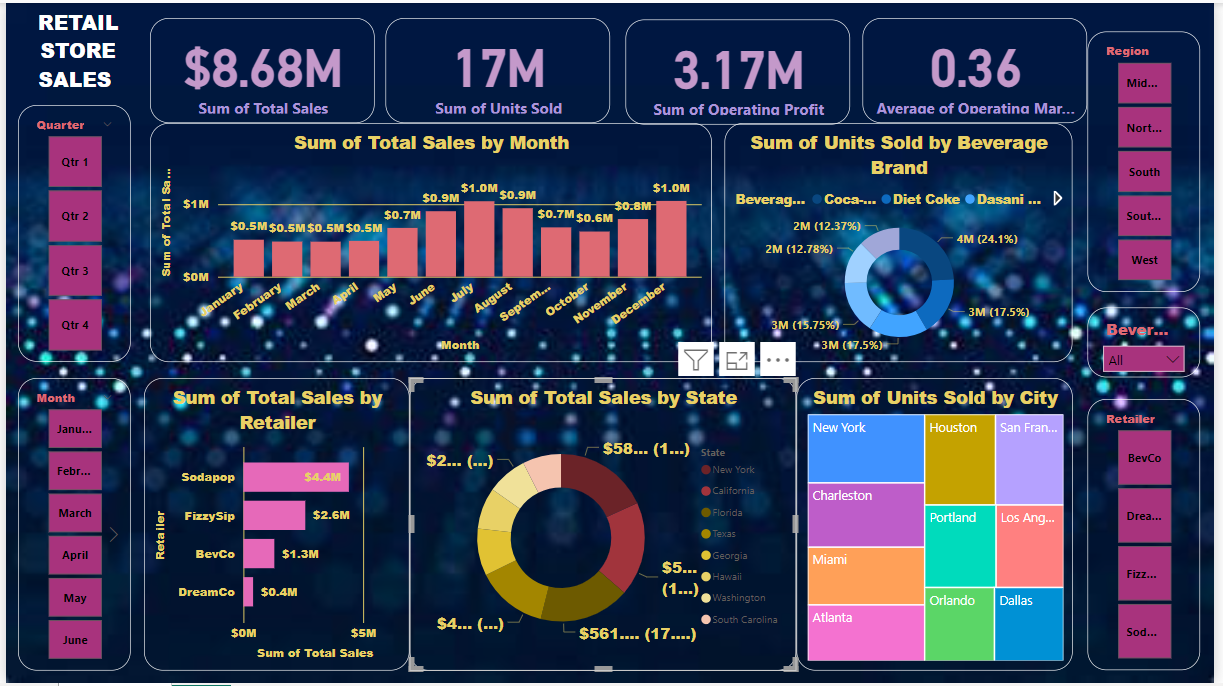 RETAIL
STORE
SALES
$8.68M
Sum of Total Sales
17M
Sum of Units Sold
3.17M
Sum of Operating Profit
0.36
Average of Operating Mar...
Region
Mid...
Nort...
South
Sout...
West
Quarter
Qtr 1
Qtr 2
Qtr 3
Qtr 4
Sum of Total Sales by Month
Sum of Total Sa...
$1M
$0M
$0.5M
$0.5M
$0.5M
$0.5M
$0.7M
$0.9M
$1.0M
$0.9M
$0.7M
$0.6M
$0.8M
$1.0M
January
February
March
April
May
June
July
August
Septem...
October
November
December
Month
Sum of Units Sold by Beverage
Brand
Beverag...
Coca-...
Diet Coke
Dasani ...
2M (12.37%)
2M (12.78%)
3M (15.75%)
3M (17.5%)
3M (17.5%)
4M (24.1%)
Bever...
All
Month
Janu...
Febr...
March
April
May
June
Sum of Total Sales by
Retailer
Retailer
Sodapop
$4.4M
FizzySip
$2.6M
BevCo
$1.3M
DreamCo
$0.4M
$0M
$5M
Sum of Total Sales
Sum of Total Sales by State
$58... (1...)
$2... (...)
$5...
(1...)
$4... (...)
$561.... (17....)
State
New York
California
Florida
Texas
Georgia
Hawaii
Washington
South Carolina
Sum of Units Sold by City
New York
Charleston
Miami
Atlanta
Houston
Portland
Orlando
San Fran...
Los Ang...
Dallas
Retailer
BevCo
Drea...
Fizz...
Sod...